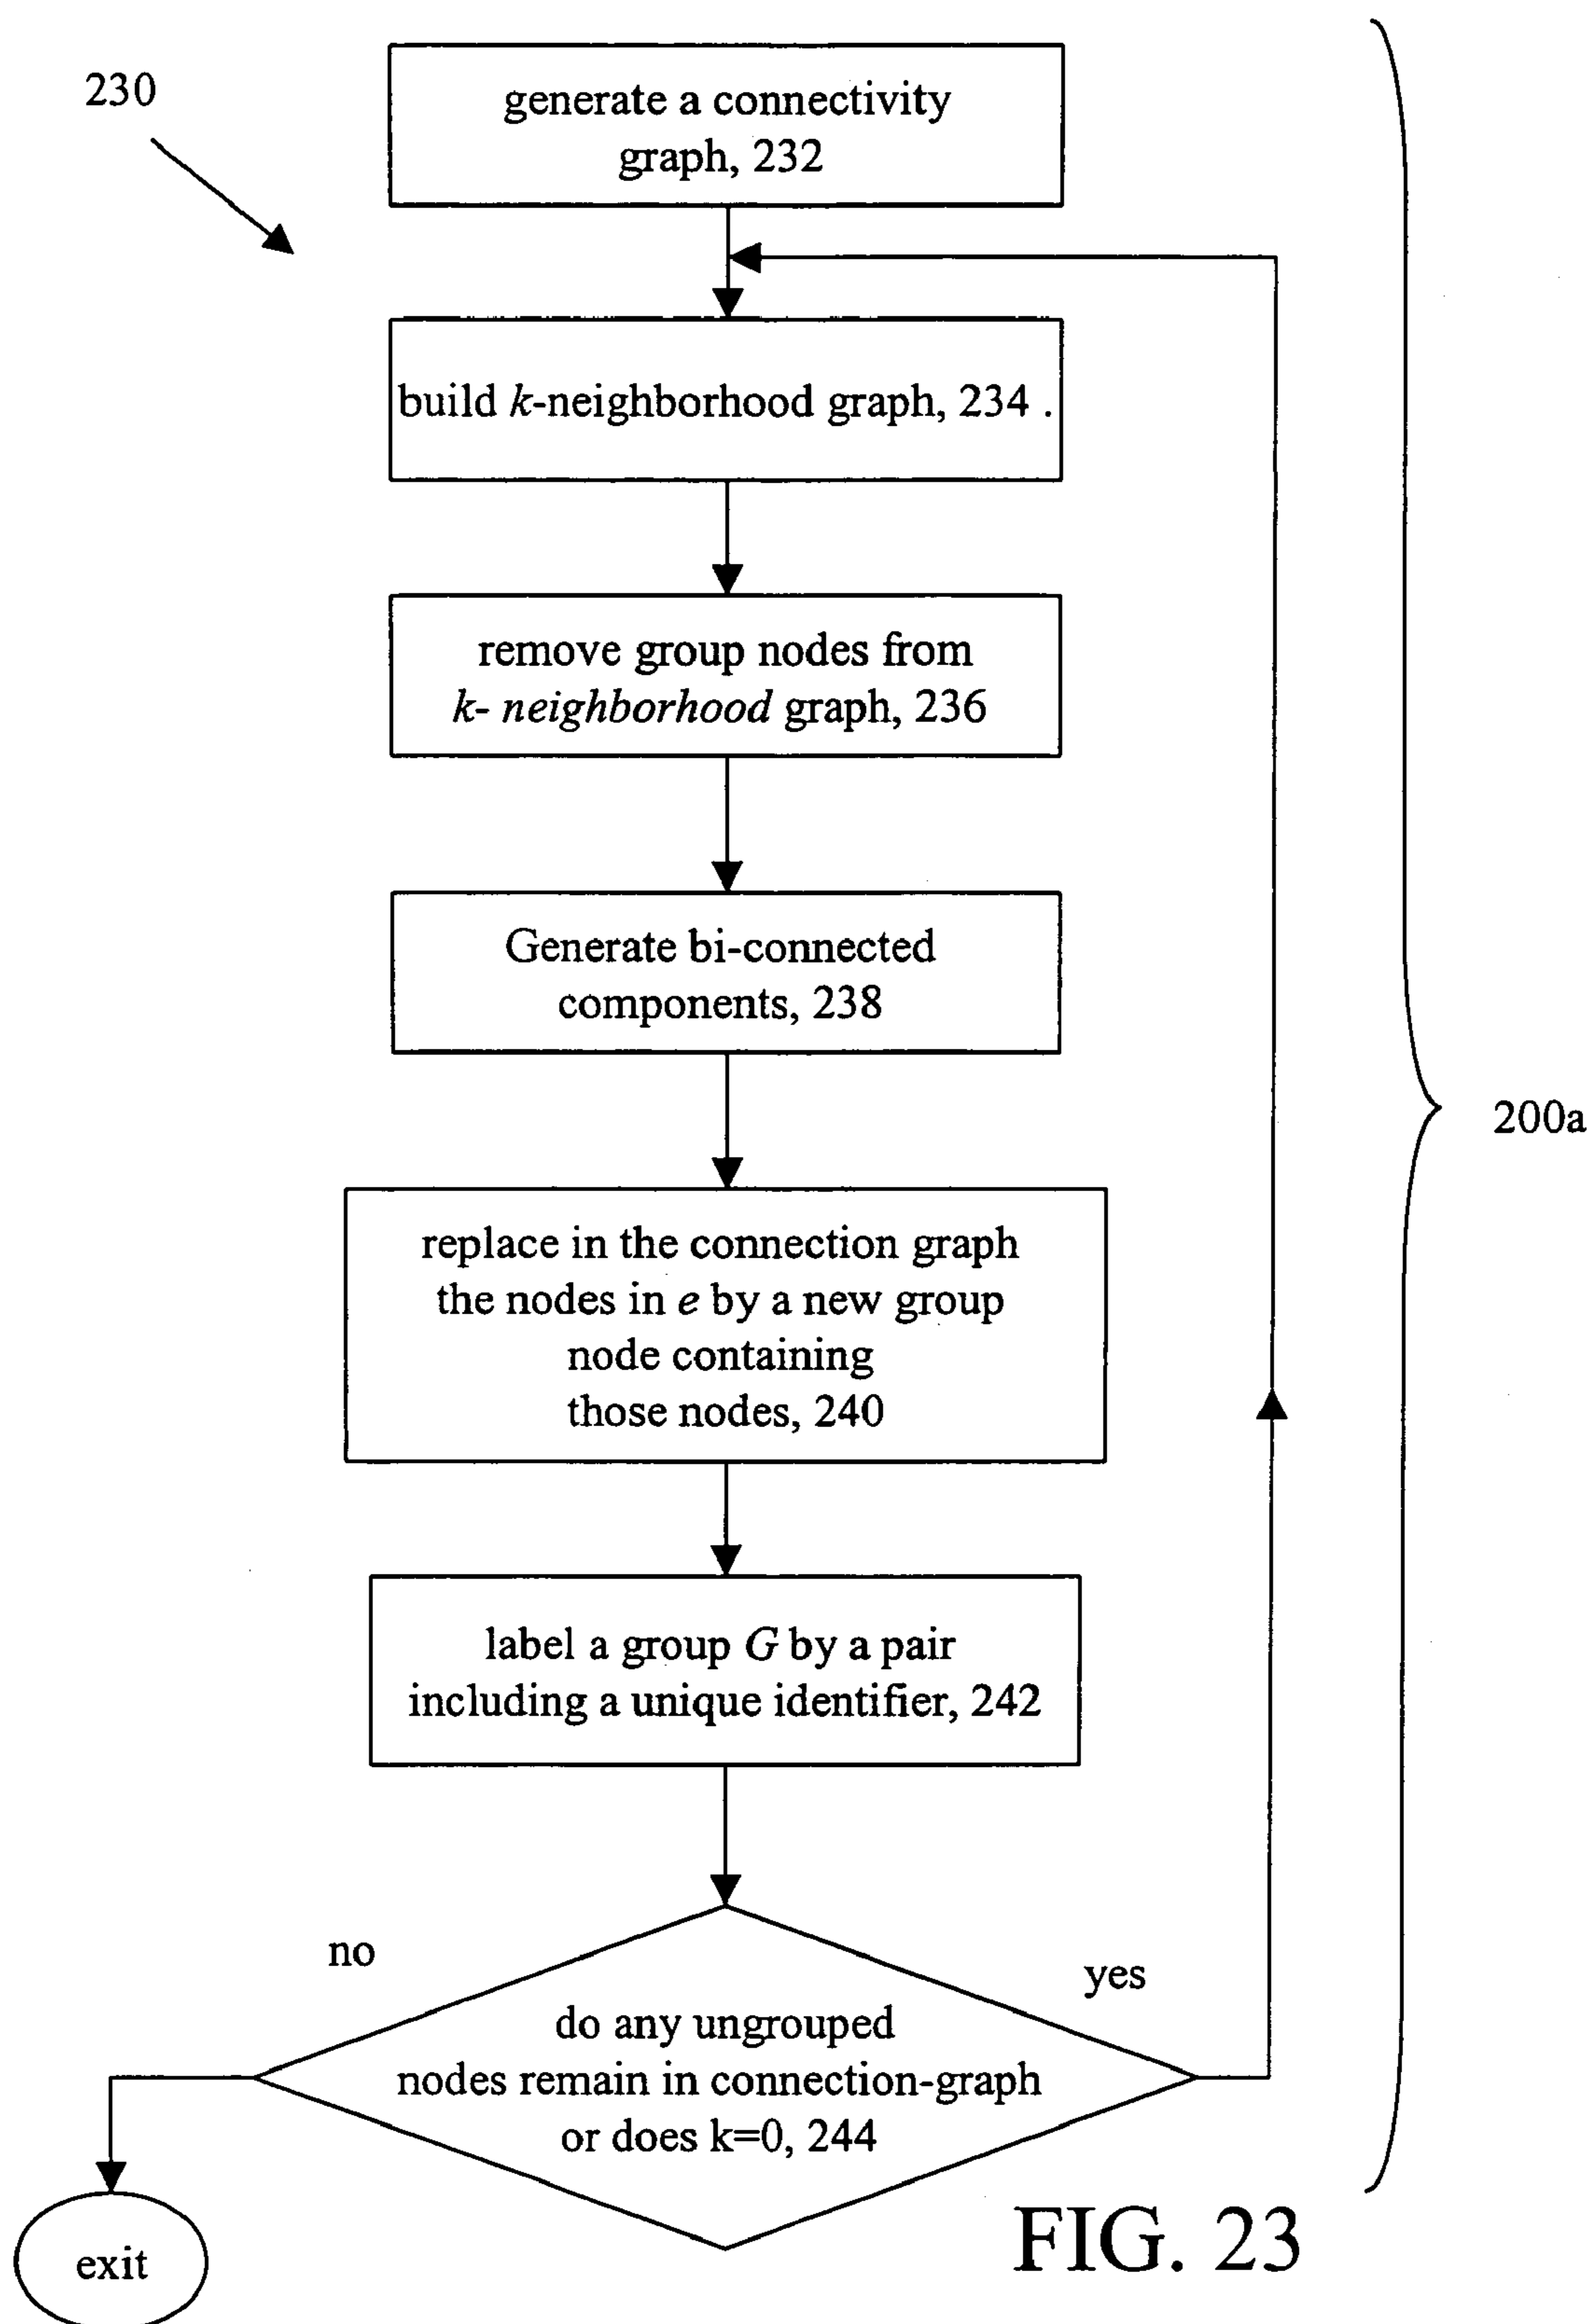 230
generate a connectivity
graph, 232
build k-neighborhood graph, 234 .
remove group nodes from
k- neighborhood graph, 236
Generate bi-connected
components, 238
200a
replace in the connection graph
the nodes in e by a new group
node containing
those nodes, 240
label a group G by a pair
including a unique identifier, 242
no
yes
do any ungrouped
nodes remain in connection-graph
or does k=0, 244
exit
FIG. 23